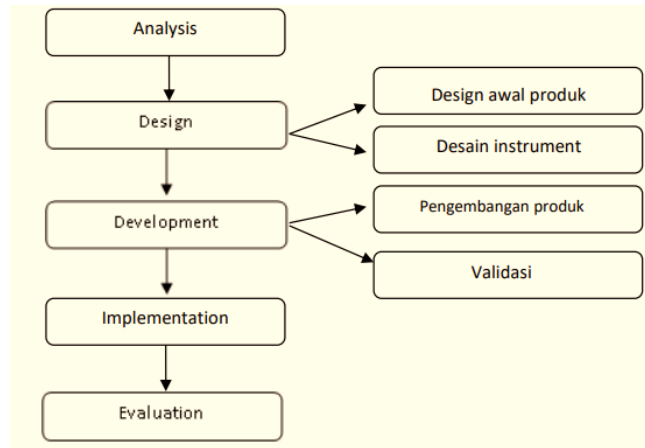 Analysis
Design
Design awal produk
Desain instrument
Development
Pengembangan produk
Validasi
Implementation
Evaluation